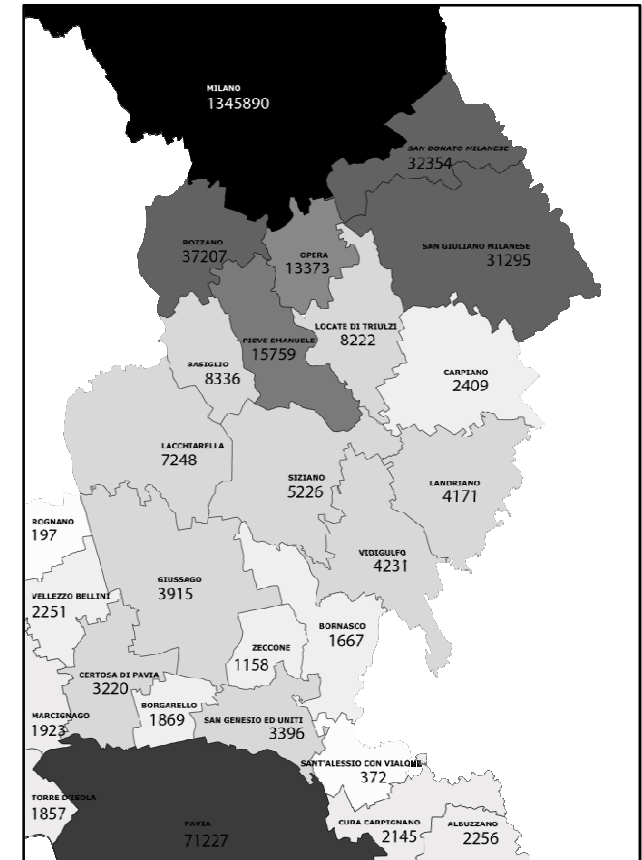 MILANO
1345890
SAN DONATO MILANESE
32354
ROZZANO
37207
OPERA
13373
SAN GIULIANO MILANESE
31295
PIEVE EMANUELE
15759
LOCATE DI TRIULZI
8222
BASIGLIO
8336
CARPIANO
2409
LACCHIARELLA
7248
SIZIANO
5226
LANDRIANO
4171
ROGNANO
197
VIDIGULFO
4231
GIUSSAGO
3915
VELLEZZO BELLINI
2251
BORNASCO
1667
ZECCONE
1158
CERTOSA DI PAVIA
3220
BORGARELLO
1869
MARCIGNAGO
1923
SAN GENESIO ED UNITI
3396
SANT'ALESSIO CON VIALONE
372
TORRE D'ISOLA
1857
PAVIA
71227
CURA CARPIGNANO
2145
ALBUZZANO
2256